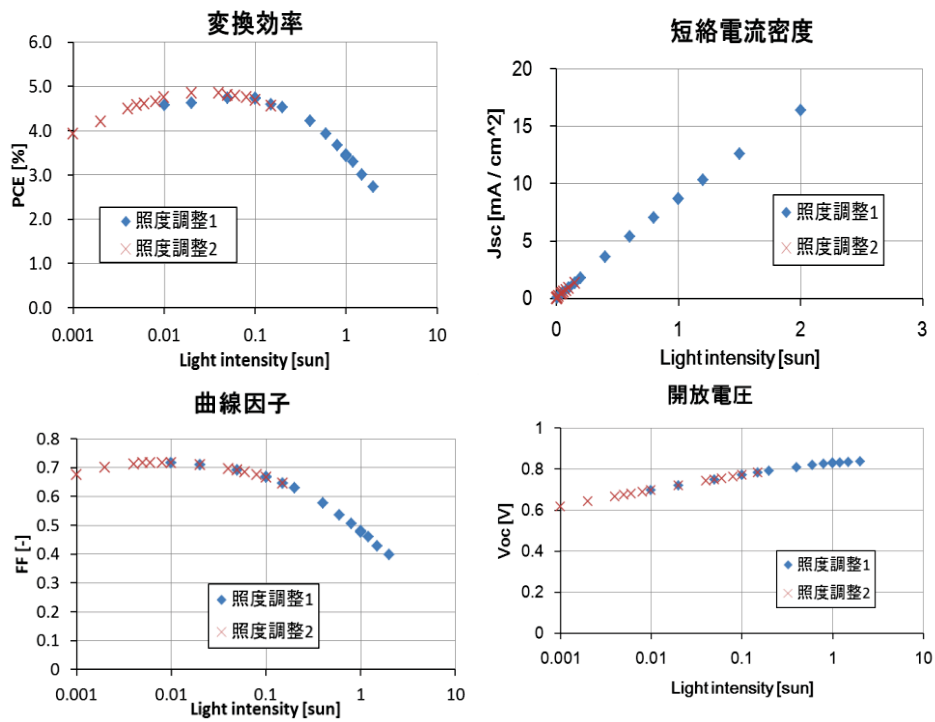 変換効率
PCE [%]
6.0
5.0
4.0
3.0
2.0
1.0
0.0
照度調整1
照度調整2
0.001
0.01
0.1
1
10
Light intensity [sun]
短絡電流密度
Jsc [mA / cm^2]
20
15
10
5
0
照度調整1
照度調整2
0
1
2
3
Light intensity [sun]
曲線因子
FF [-]
0.8
0.7
0.6
0.5
0.4
0.3
0.2
0.1
0
照度調整1
照度調整2
0.001
0.01
0.1
1
10
Light intensity [sun]
開放電圧
Voc [V]
1
0.8
0.6
0.4
0.2
0
照度調整1
照度調整2
0.001
0.01
0.1
1
10
Light intensity [sun]